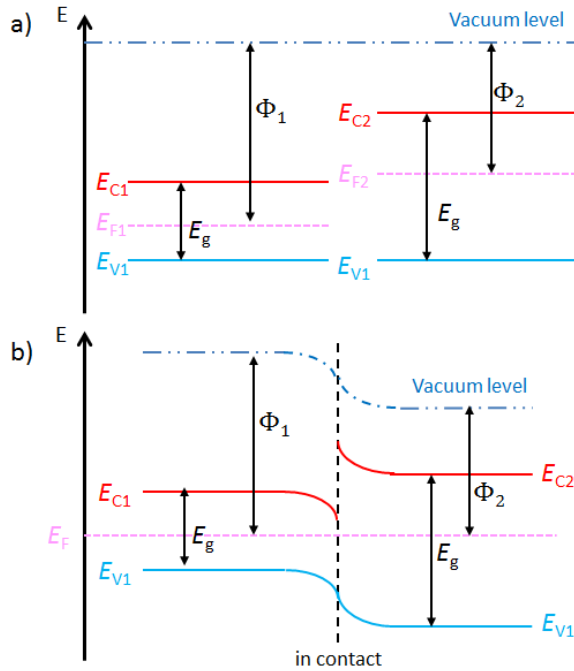 a)
E
Vacuum level
Φ1
Φ2
EC2
EC1
EF2
EF1
Eg
Eg
EV1
EV1
b)
E
Vacuum level
Φ1
EC1
EC2
Φ2
EF
Eg
Eg
EV1
EV1
in contact